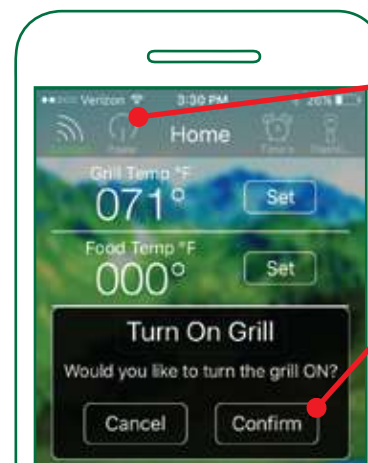 Verizon 3:30 PM 26%
Home
Grill Temp °F
071° Set
Food Temp °F
000° Set
Turn On Grill
Would you like to turn the grill ON?
Cancel Confirm